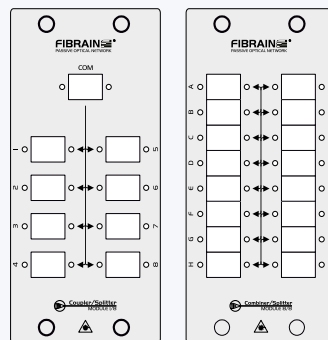 FIBRAIN
PASSIVE OPTICAL NETWORK
COM
1
5
2
6
3
7
4
8
Coupler/Splitter
MODULE 1/8
FIBRAIN
PASSIVE OPTICAL NETWORK
A
B
C
D
E
F
G
H
Combiner/Splitter
MODULE 8/8